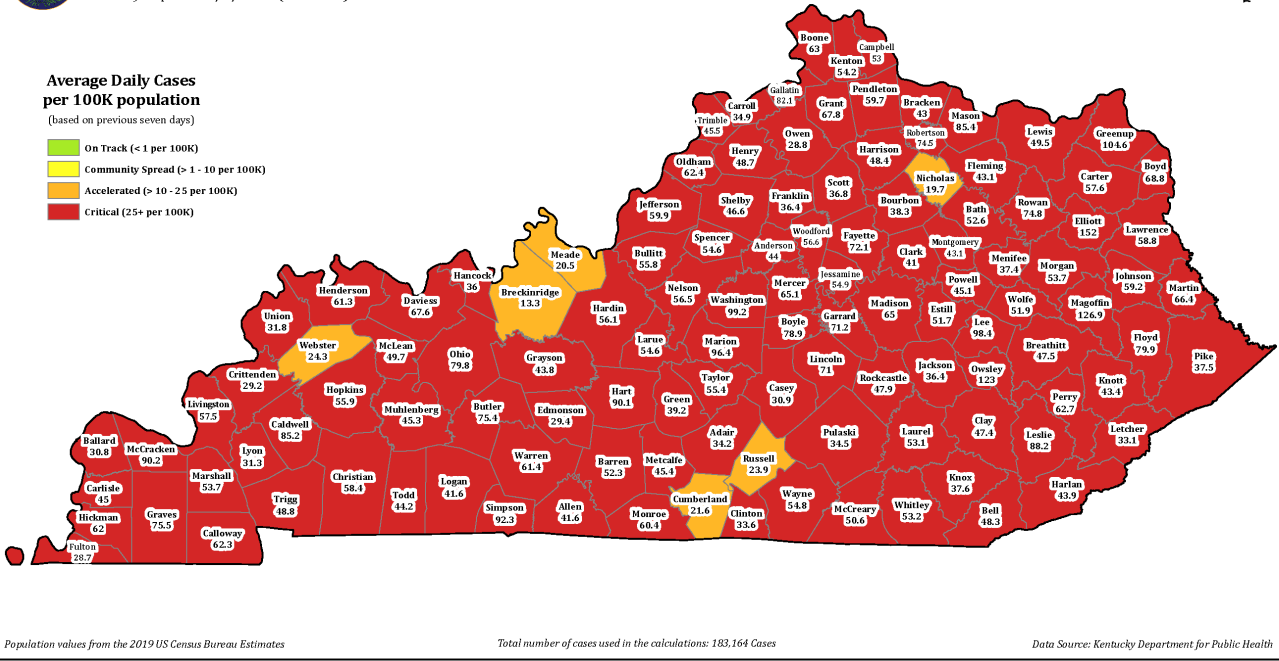 Average Daily Cases
per 100K population
(based on previous seven days)
On Track (< 1 per 100K)
Community Spread (> 1 - 10 per 100K)
Accelerated (> 10 - 25 per 100K)
Critical (25+ per 100K)
Boone
63
Campbell
53
Kenton
54.2
Gallatin
82.1
Pendleton
59.7
Carroll
34.9
Grant
67.8
Bracken
43
Mason
85.4
Trimble
45.5
Owen
28.8
Robertson
74.5
Lewis
49.5
Greenup
104.6
Henry
48.7
Harrison
48.4
Oldham
62.4
Fleming
43.1
Boyd
68.8
Nicholas
19.7
Carter
57.6
Scott
36.8
Jefferson
59.9
Shelby
46.6
Franklin
36.4
Bourbon
38.3
Bath
52.6
Rowan
74.8
Elliott
152
Lawrence
58.8
Spencer
54.6
Woodford
56.6
Fayette
72.1
Anderson
44
Montgomery
43.1
Bullitt
55.8
Meade
20.5
Clark
41
Menifee
37.4
Morgan
53.7
Hancock
36
Jessamine
54.9
Powell
45.1
Johnson
59.2
Martin
66.4
Henderson
61.3
Daviess
67.6
Breckinridge
13.3
Nelson
56.5
Mercer
65.1
Washington
99.2
Hardin
56.1
Madison
65
Estill
51.7
Wolfe
51.9
Magoffin
126.9
Union
31.8
Boyle
78.9
Garrard
71.2
Lee
98.4
Webster
24.3
McLean
49.7
Larue
54.6
Marion
96.4
Breathitt
47.5
Floyd
79.9
Ohio
79.8
Grayson
43.8
Lincoln
71
Jackson
36.4
Owsley
123
Pike
37.5
Crittenden
29.2
Hopkins
55.9
Taylor
55.4
Casey
30.9
Rockcastle
47.9
Knott
43.4
Livingston
57.5
Muhlenberg
45.3
Butler
75.4
Edmonson
29.4
Hart
90.1
Green
39.2
Perry
62.7
Caldwell
85.2
Clay
47.4
Adair
34.2
Pulaski
34.5
Laurel
53.1
Leslie
88.2
Letcher
33.1
Ballard
30.8
McCracken
90.2
Lyon
31.3
Warren
61.4
Barren
52.3
Metcalfe
45.4
Russell
23.9
Marshall
53.7
Christian
58.4
Logan
41.6
Knox
37.6
Harlan
43.9
Carlisle
45
Trigg
48.8
Todd
44.2
Cumberland
21.6
Wayne
54.8
Hickman
62
Graves
75.5
Simpson
92.3
Allen
41.6
Monroe
60.4
Clinton
33.6
McCreary
50.6
Whitley
53.2
Bell
48.3
Calloway
62.3
Fulton
28.7
Population values from the 2019 US Census Bureau Estimates
Total number of cases used in the calculations: 183,164 Cases
Data Source: Kentucky Department for Public Health